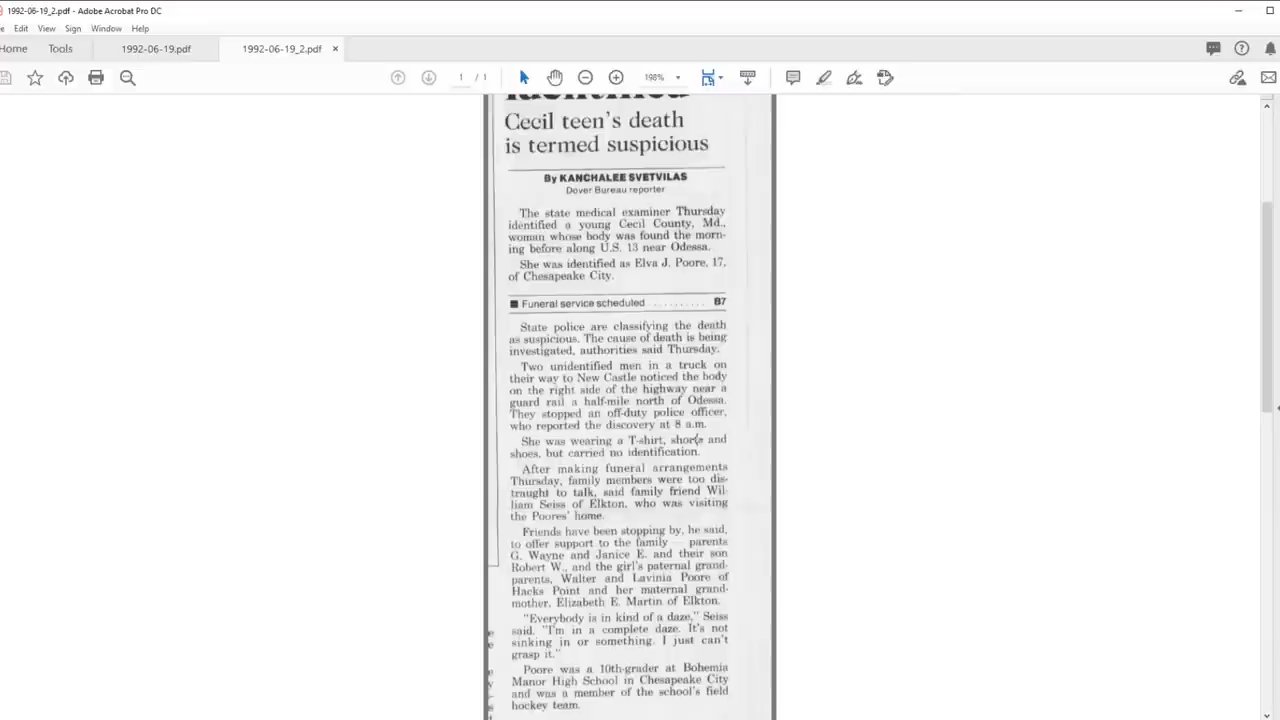 1992-06-19_2.pdf - Adobe Acrobat Pro DC
Edit View Sign Window Help
Home Tools 1992-06-19.pdf 1992-06-19_2.pdf ×
1 / 1 198%
identified
Cecil teen's death
is termed suspicious
By KANCHALEE SVETVILAS
Dover Bureau reporter
The state medical examiner Thursday
identified a young Cecil County, Md.,
woman whose body was found the morn-
ing before along U.S. 13 near Odessa.
She was identified as Elva J. Poore, 17,
of Chesapeake City.
■ Funeral service scheduled .......... B7
State police are classifying the death
as suspicious. The cause of death is being
investigated, authorities said Thursday.
Two unidentified men in a truck on
their way to New Castle noticed the body
on the right side of the highway near a
guard rail a half-mile north of Odessa.
They stopped an off-duty police officer,
who reported the discovery at 8 a.m.
She was wearing a T-shirt, shorts and
shoes, but carried no identification.
After making funeral arrangements
Thursday, family members were too dis-
traught to talk, said family friend Wil-
liam Seiss of Elkton, who was visiting
the Poores' home.
Friends have been stopping by, he said,
to offer support to the family — parents
G. Wayne and Janice E. and their son
Robert W., and the girl's paternal grand-
parents, Walter and Lavinia Poore of
Hacks Point and her maternal grand-
mother, Elizabeth E. Martin of Elkton.
"Everybody is in kind of a daze," Seiss
said. "I'm in a complete daze. It's not
sinking in or something. I just can't
grasp it."
Poore was a 10th-grader at Bohemia
Manor High School in Chesapeake City
and was a member of the school's field
hockey team.